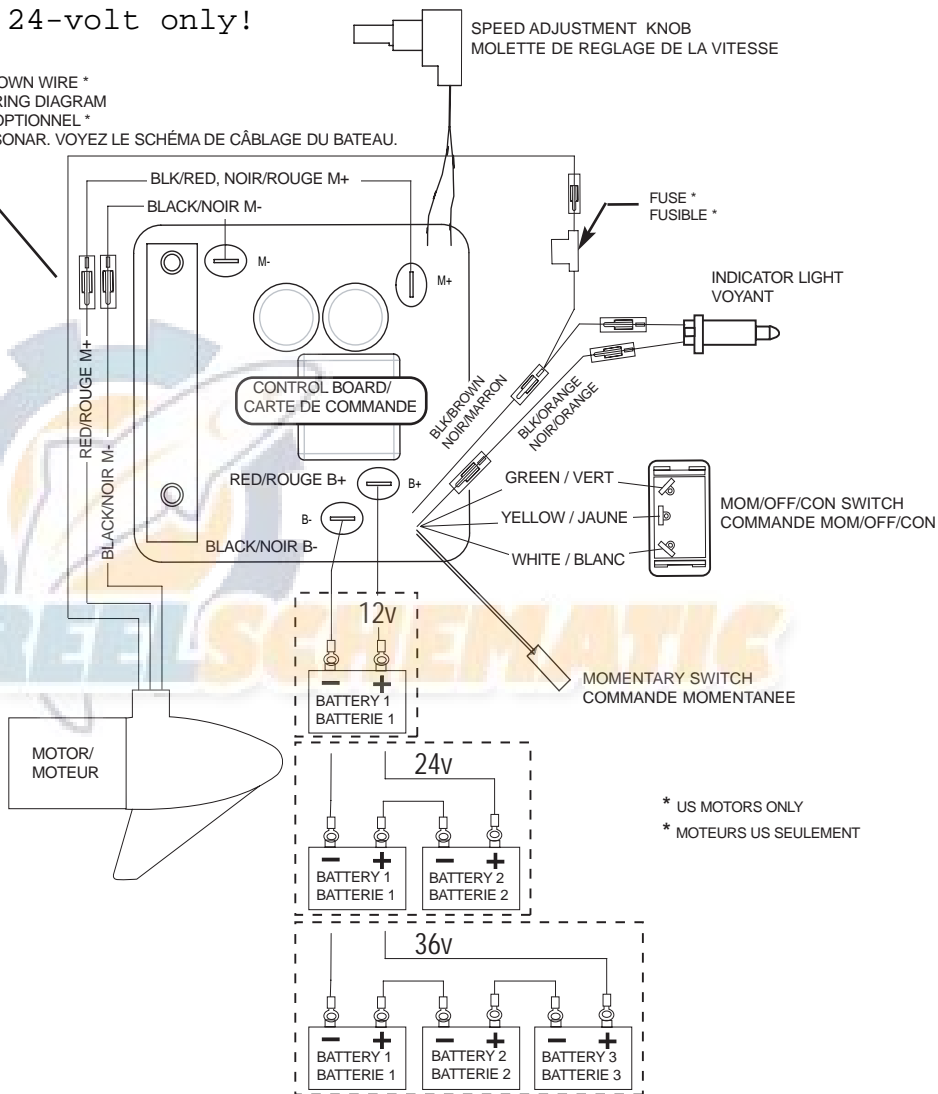 24-volt only!
SPEED ADJUSTMENT KNOB
MOLETTE DE REGLAGE DE LA VITESSE
OWN WIRE *
RING DIAGRAM
OPTIONNEL *
SONAR. VOYEZ LE SCHÉMA DE CÂBLAGE DU BATEAU.
BLK/RED, NOIR/ROUGE M+
BLACK/NOIR M-
FUSE *
FUSIBLE *
M-
M+
INDICATOR LIGHT
VOYANT
RED/ROUGE M+
BLACK/NOIR M-
CONTROL BOARD/
CARTE DE COMMANDE
BLK/BROWN
NOIR/MARRON
BLK/ORANGE
NOIR/ORANGE
RED/ROUGE B+
B+
GREEN / VERT
B-
YELLOW / JAUNE
MOM/OFF/CON SWITCH
COMMANDE MOM/OFF/CON
BLACK/NOIR B-
WHITE / BLANC
12v
REELSCHEMATIC
- +
BATTERY 1
BATTERIE 1
MOMENTARY SWITCH
COMMANDE MOMENTANEE
MOTOR/
MOTEUR
24v
* US MOTORS ONLY
* MOTEURS US SEULEMENT
- + - +
BATTERY 1 BATTERY 2
BATTERIE 1 BATTERIE 2
36v
- + - + - +
BATTERY 1 BATTERY 2 BATTERY 3
BATTERIE 1 BATTERIE 2 BATTERIE 3